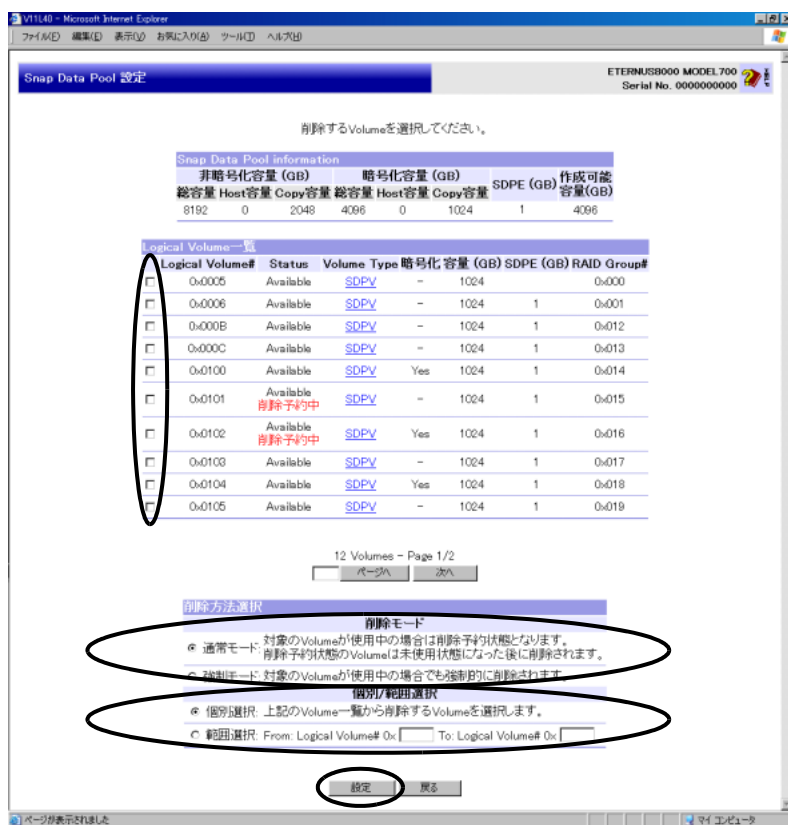 V11L40 - Microsoft Internet Explorer
ファイル(F) 編集(E) 表示(V) お気に入り(A) ツール(T) ヘルプ(H)
Snap Data Pool 設定
ETERNUS8000 MODEL700
Serial No. 0000000000
削除するVolumeを選択してください。
Snap Data Pool information
非暗号化容量 (GB) 暗号化容量 (GB) SDPE (GB) 作成可能容量(GB)
総容量 Host容量 Copy容量 総容量 Host容量 Copy容量
8192 0 2048 4096 0 1024 1 4096
Logical Volume一覧
Logical Volume# Status Volume Type 暗号化 容量 (GB) SDPE (GB) RAID Group#
0x0005 Available SDPV - 1024 0x000
0x0006 Available SDPV - 1024 1 0x001
0x000B Available SDPV - 1024 1 0x012
0x000C Available SDPV - 1024 1 0x013
0x0100 Available SDPV Yes 1024 1 0x014
0x0101 Available 削除予約中 SDPV - 1024 1 0x015
0x0102 Available 削除予約中 SDPV Yes 1024 1 0x016
0x0103 Available SDPV - 1024 1 0x017
0x0104 Available SDPV Yes 1024 1 0x018
0x0105 Available SDPV - 1024 1 0x019
12 Volumes - Page 1/2
ページへ 次へ
削除方法選択
削除モード
通常モード: 対象のVolumeが使用中の場合は削除予約状態となります。
削除予約状態のVolumeは未使用状態になった後に削除されます。
強制モード: 対象のVolumeが使用中の場合でも強制的に削除されます。
個別/範囲選択
個別選択: 上記のVolume一覧から削除するVolumeを選択します。
範囲選択: From: Logical Volume# 0x To: Logical Volume# 0x
設定 戻る
ページが表示されました マイ コンピュータ